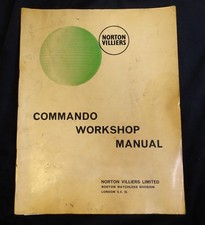 NORTON
VILLIERS
COMMANDO
WORKSHOP
MANUAL
NORTON VILLIERS LIMITED
NORTON MATCHLESS DIVISION
LONDON S.E. 18.